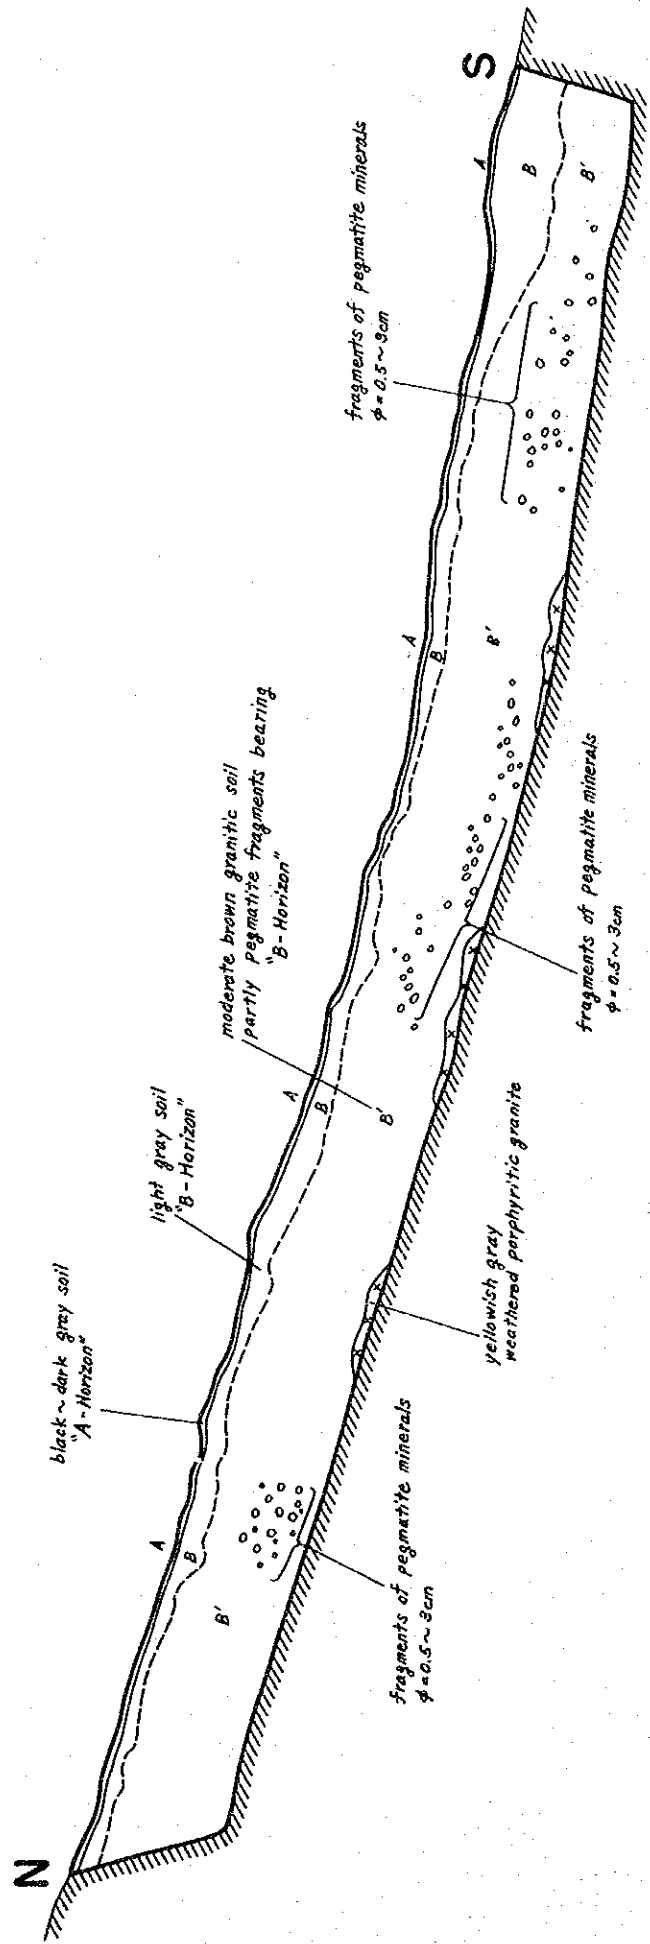 N
black ~ dark gray soil
"A - Horizon"
light gray soil
"B - Horizon"
moderate brown granitic soil
partly pegmatite fragments bearing
"B - Horizon"
fragments of pegmatite minerals
φ = 0.5 ~ 9cm
S
A
B
B'
A
B
B'
A
B
B'
A
B
B'
fragments of pegmatite minerals
φ = 0.5 ~ 3cm
yellowish gray
weathered porphyritic granite
fragments of pegmatite minerals
φ = 0.5 ~ 3cm